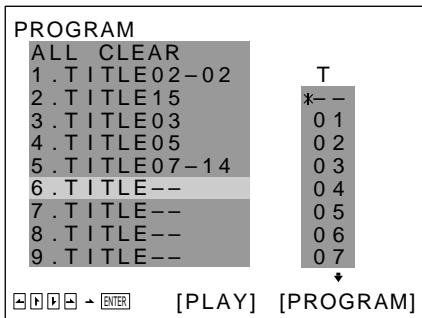 PROGRAM
ALL CLEAR
1.TITLE02–02
2.TITLE15
3.TITLE03
4.TITLE05
5.TITLE07–14
6.TITLE––
7.TITLE––
8.TITLE––
9.TITLE––
T
*––
01
02
03
04
05
06
07
ENTER [PLAY] [PROGRAM]